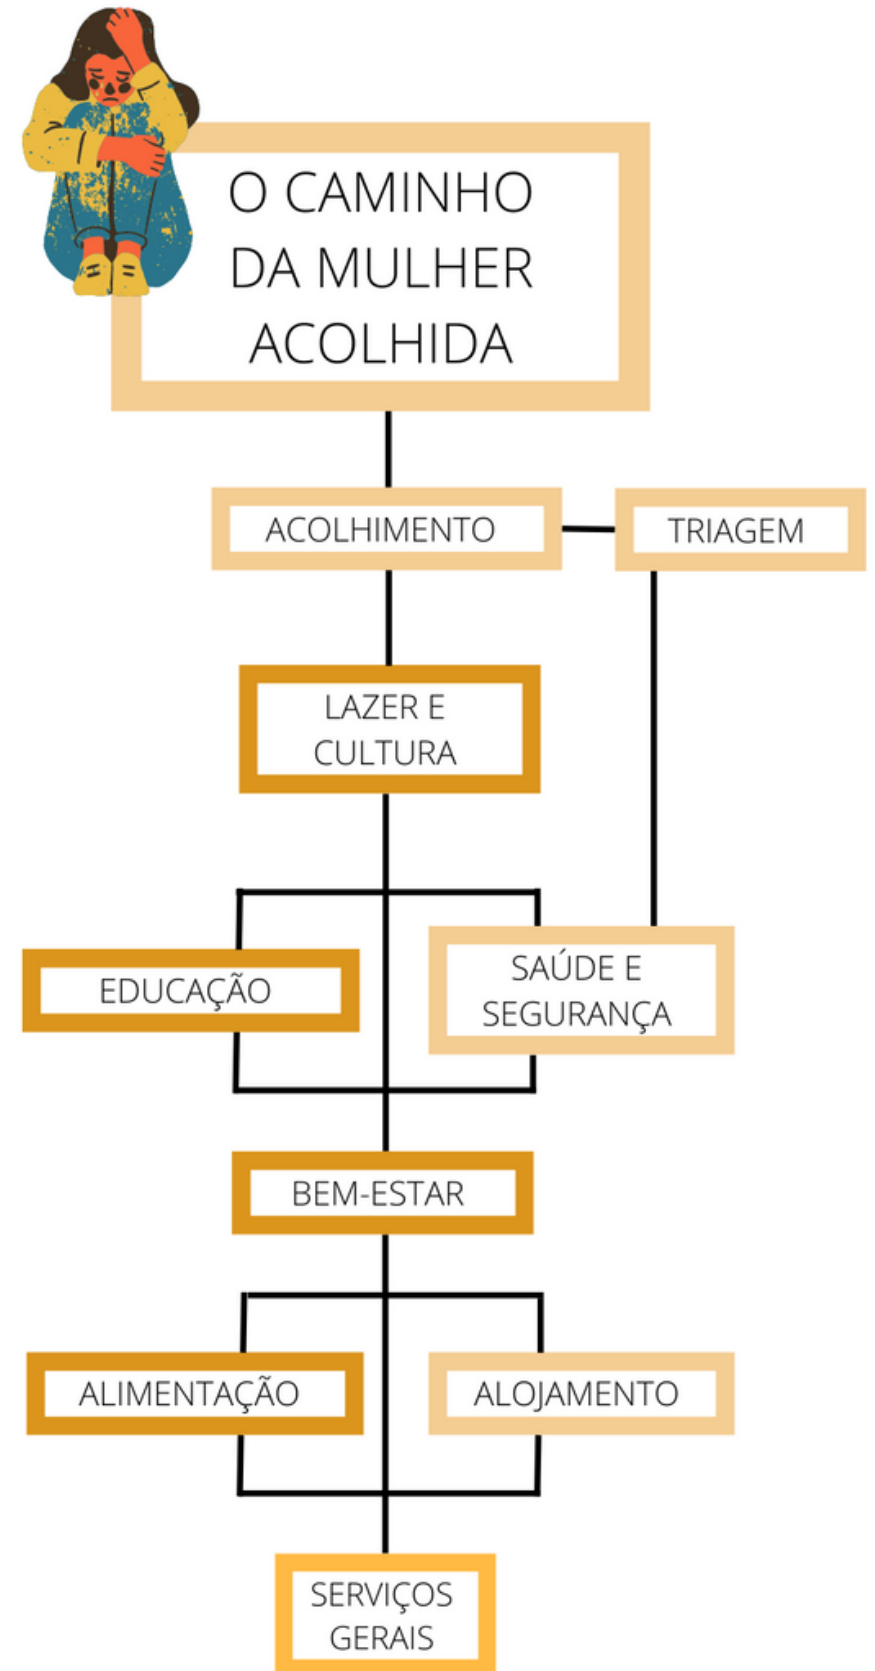 O CAMINHO
DA MULHER
ACOLHIDA
ACOLHIMENTO
TRIAGEM
LAZER E
CULTURA
EDUCAÇÃO
SAÚDE E
SEGURANÇA
BEM-ESTAR
ALIMENTAÇÃO
ALOJAMENTO
SERVIÇOS
GERAIS